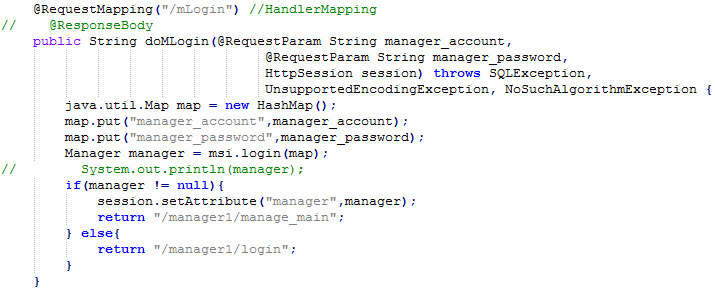 @RequestMapping("/mLogin") //HandlerMapping
//    @ResponseBody
    public String doMLogin(@RequestParam String manager_account,
                                 @RequestParam String manager_password,
                                 HttpSession session) throws SQLException,
                                 UnsupportedEncodingException, NoSuchAlgorithmException {
        java.util.Map map = new HashMap();
        map.put("manager_account",manager_account);
        map.put("manager_password",manager_password);
        Manager manager = msi.login(map);
//        System.out.println(manager);
        if(manager != null){
            session.setAttribute("manager",manager);
            return "/manager1/manage_main";
        } else{
            return "/manager1/login";
        }
    }